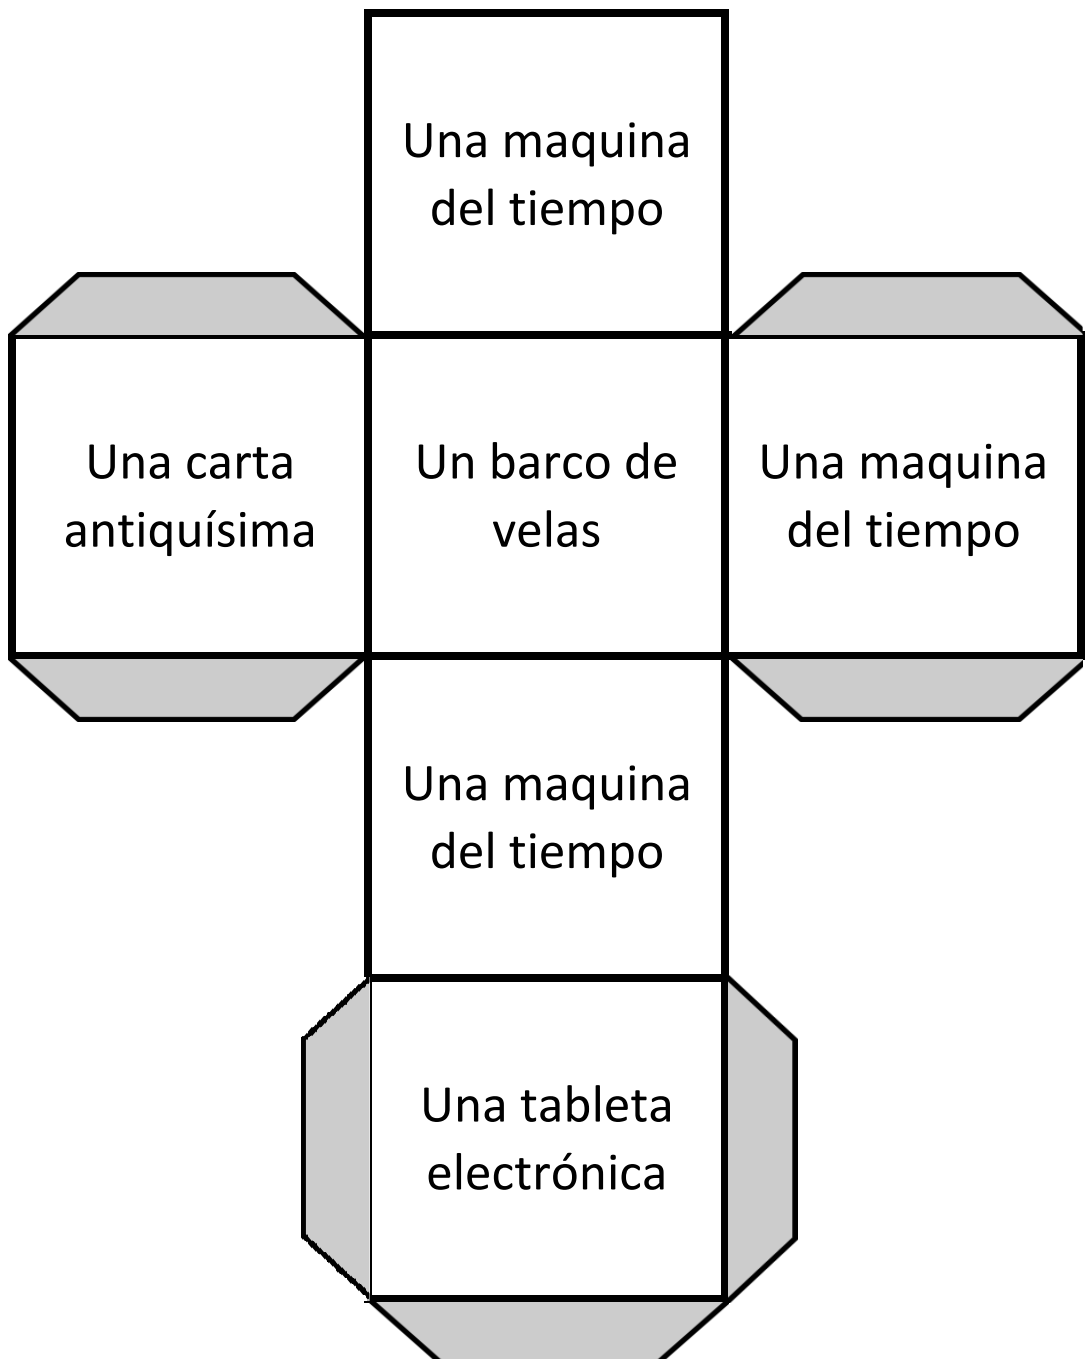 Una maquina
del tiempo
Una carta
antiquísima
Un barco de
velas
Una maquina
del tiempo
Una maquina
del tiempo
Una tableta
electrónica